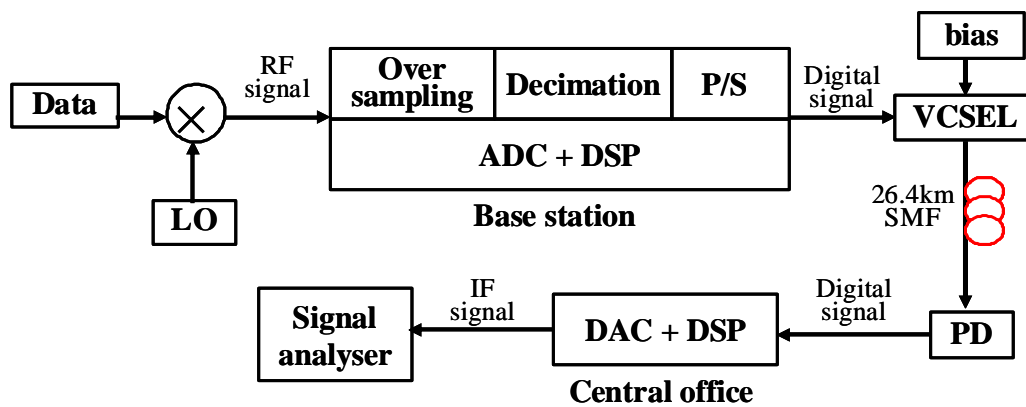 bias
RF
signal
Over
sampling
Decimation
P/S
Digital
signal
Data
VCSEL
ADC + DSP
LO
Base station
26.4km
SMF
IF
signal
Digital
signal
Signal
analyser
DAC + DSP
PD
Central office